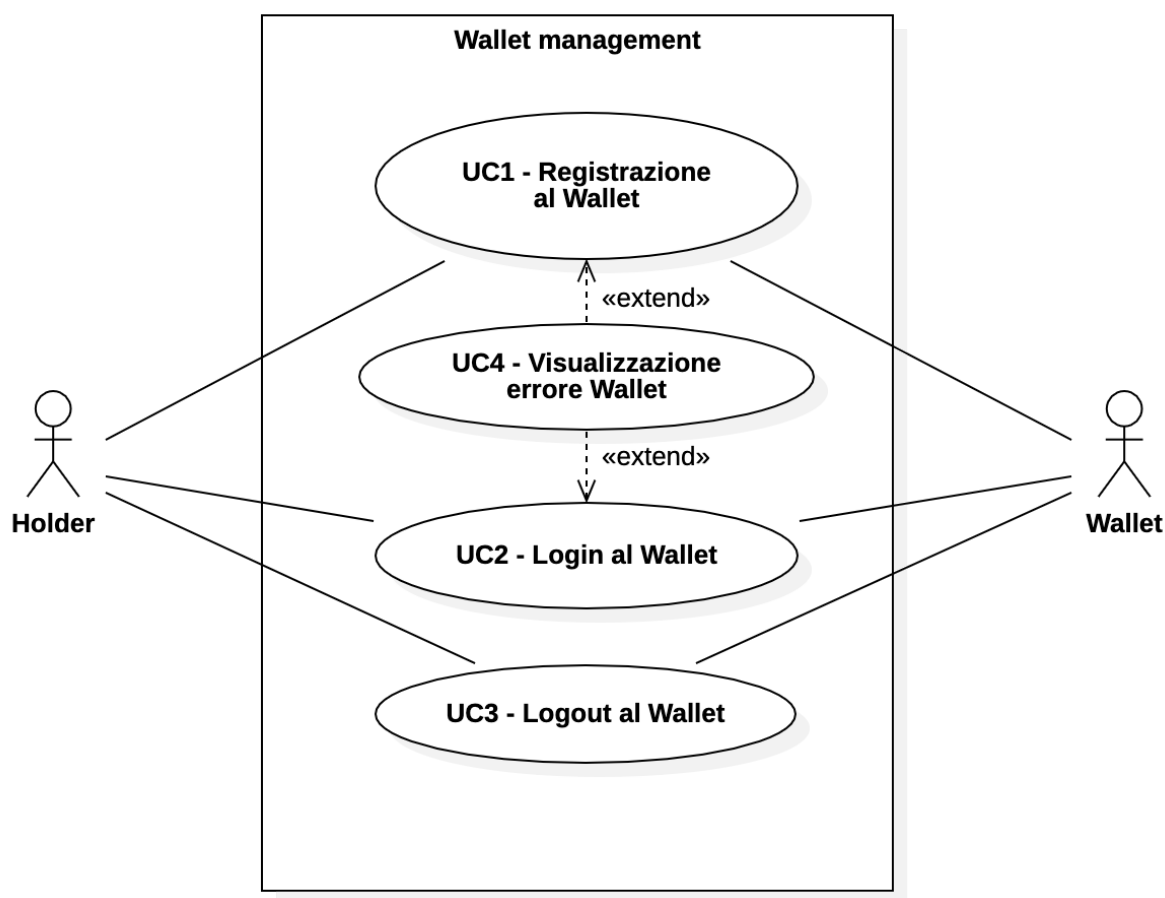 Wallet management
UC1 - Registrazione
al Wallet
«extend»
UC4 - Visualizzazione
errore Wallet
«extend»
Holder
Wallet
UC2 - Login al Wallet
UC3 - Logout al Wallet